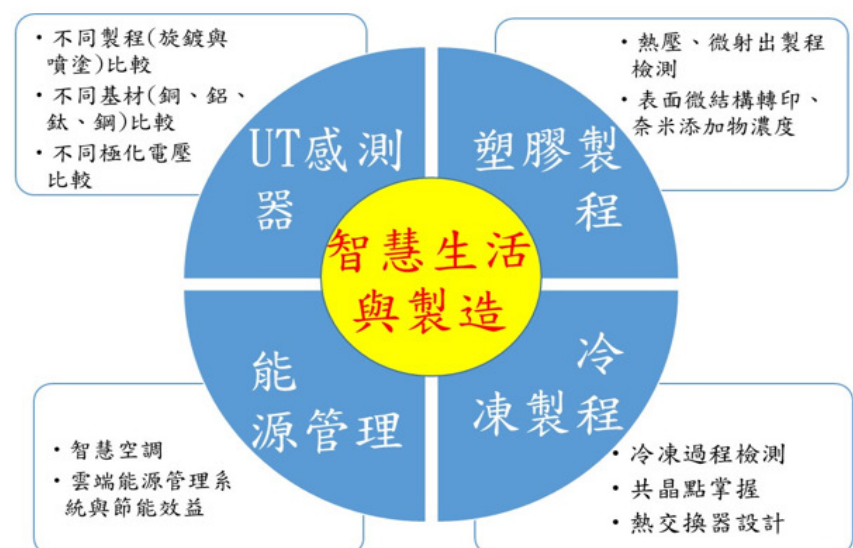 • 不同製程(旋鍍與
噴塗)比較
• 不同基材(銅、鋁、
鈦、鋼)比較
• 不同極化電壓
比較
• 熱壓、微射出製程
檢測
• 表面微結構轉印、
奈米添加物濃度
UT感測
器
塑膠製
程
智慧生活
與製造
能
源管理
冷
凍製程
• 智慧空調
• 雲端能源管理系
統與節能效益
• 冷凍過程檢測
• 共晶點掌握
• 熱交換器設計